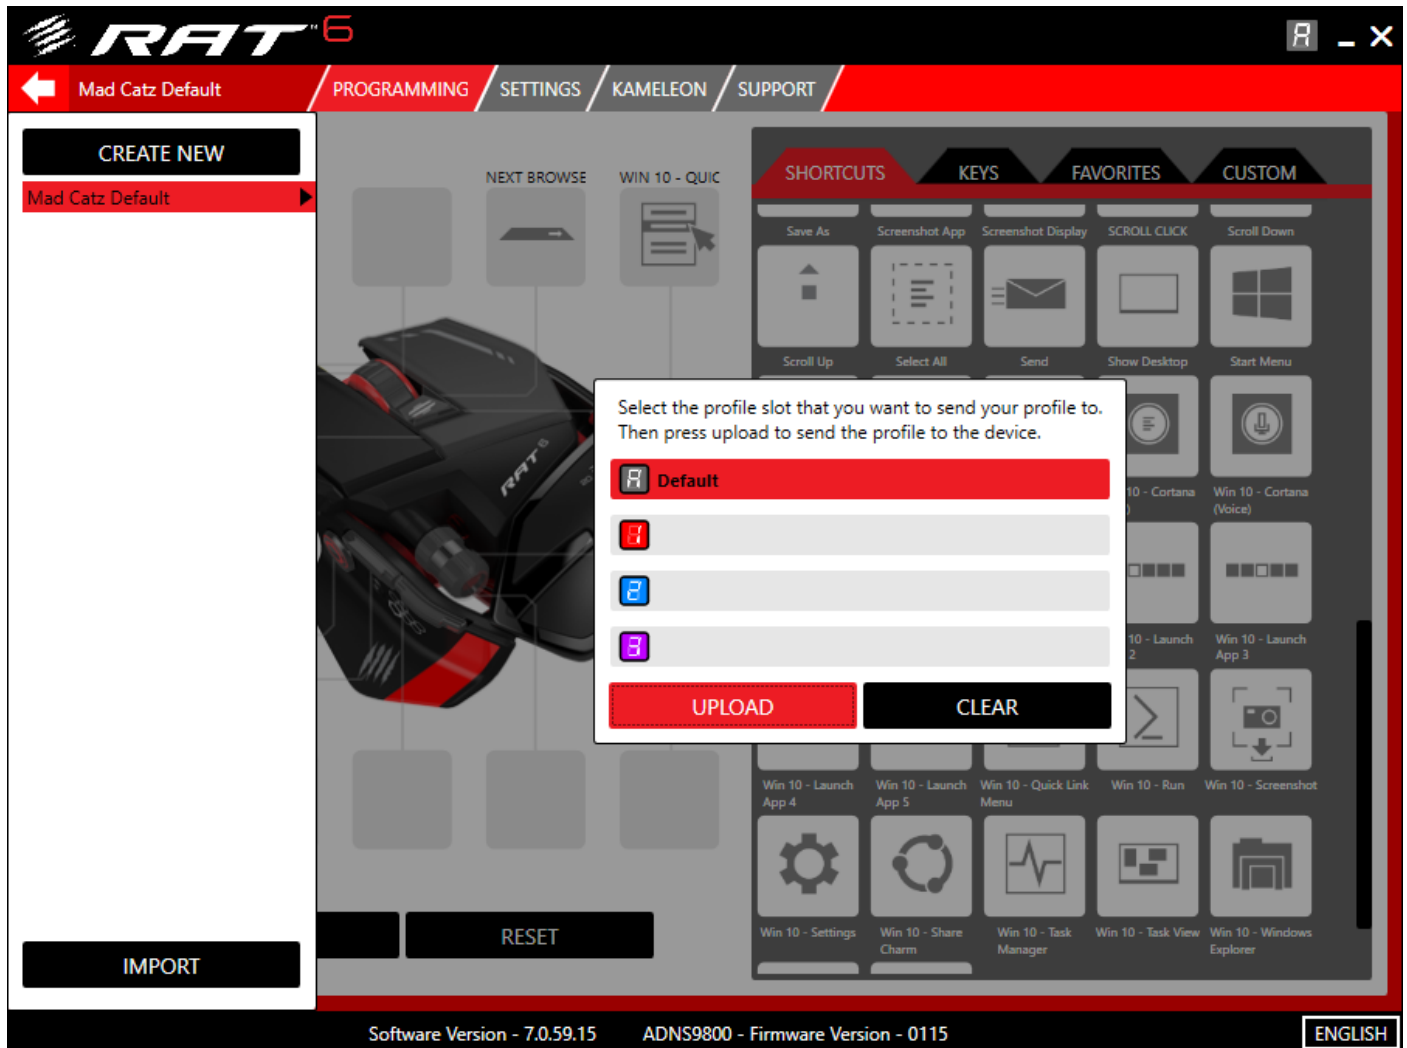 RAT™6
A
Mad Catz Default
PROGRAMMING
SETTINGS
KAMELEON
SUPPORT
CREATE NEW
Mad Catz Default
IMPORT
NEXT BROWSE
WIN 10 - QUIC
RAT 6
RESET
SHORTCUTS
KEYS
FAVORITES
CUSTOM
Save As
Screenshot App
Screenshot Display
SCROLL CLICK
Scroll Down
Scroll Up
Select All
Send
Show Desktop
Start Menu
10 - Cortana
)
Win 10 - Cortana
(Voice)
10 - Launch
2
Win 10 - Launch
App 3
Win 10 - Launch
App 4
Win 10 - Launch
App 5
Win 10 - Quick Link
Menu
Win 10 - Run
Win 10 - Screenshot
Win 10 - Settings
Win 10 - Share
Charm
Win 10 - Task
Manager
Win 10 - Task View
Win 10 - Windows
Explorer
Select the profile slot that you want to send your profile to.
Then press upload to send the profile to the device.
A Default
1
2
3
UPLOAD
CLEAR
Software Version - 7.0.59.15
ADNS9800 - Firmware Version - 0115
ENGLISH